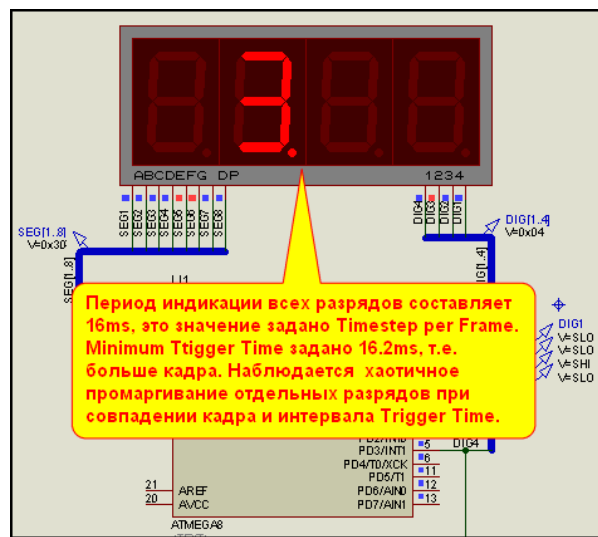 3.
ABCDEFG DP
1234
SEG1
SEG2
SEG3
SEG4
SEG5
SEG6
SEG7
SEG8
DIG4
DIG3
DIG2
DIG1
SEG[1..8]
V=0x30
DIG[1..4]
V=0x04
SEG[1..8]
IG[1..4]
U1
Период индикации всех разрядов составляет
16ms, это значение задано Timestep per Frame.
Minimum Ttigger Time задано 16.2ms, т.е.
больше кадра. Наблюдается хаотичное
промаргивание отдельных разрядов при
совпадении кадра и интервала Trigger Time.
DIG1
V=SLO
V=SLO
V=SHI
V=SLO
PD2/INT0
PD3/INT1
5
DIG4
PD4/T0/XCK
6
PD5/T1
11
21
AREF
PD6/AIN0
12
20
AVCC
PD7/AIN1
13
ATMEGA8